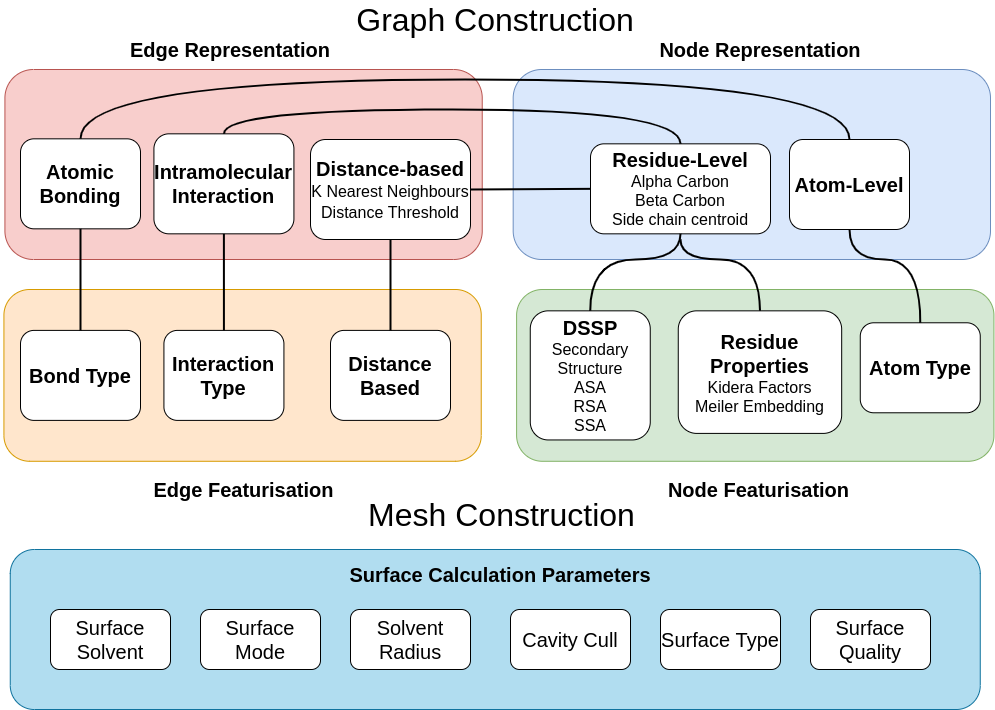 Graph Construction
Edge Representation
Node Representation
Atomic
Bonding
Intramolecular
Interaction
Distance-based
K Nearest Neighbours
Distance Threshold
Residue-Level
Alpha Carbon
Beta Carbon
Side chain centroid
Atom-Level
Bond Type
Interaction
Type
Distance
Based
DSSP
Secondary
Structure
ASA
RSA
SSA
Residue
Properties
Kidera Factors
Meiler Embedding
Atom Type
Edge Featurisation
Node Featurisation
Mesh Construction
Surface Calculation Parameters
Surface
Solvent
Surface
Mode
Solvent
Radius
Cavity Cull
Surface Type
Surface
Quality